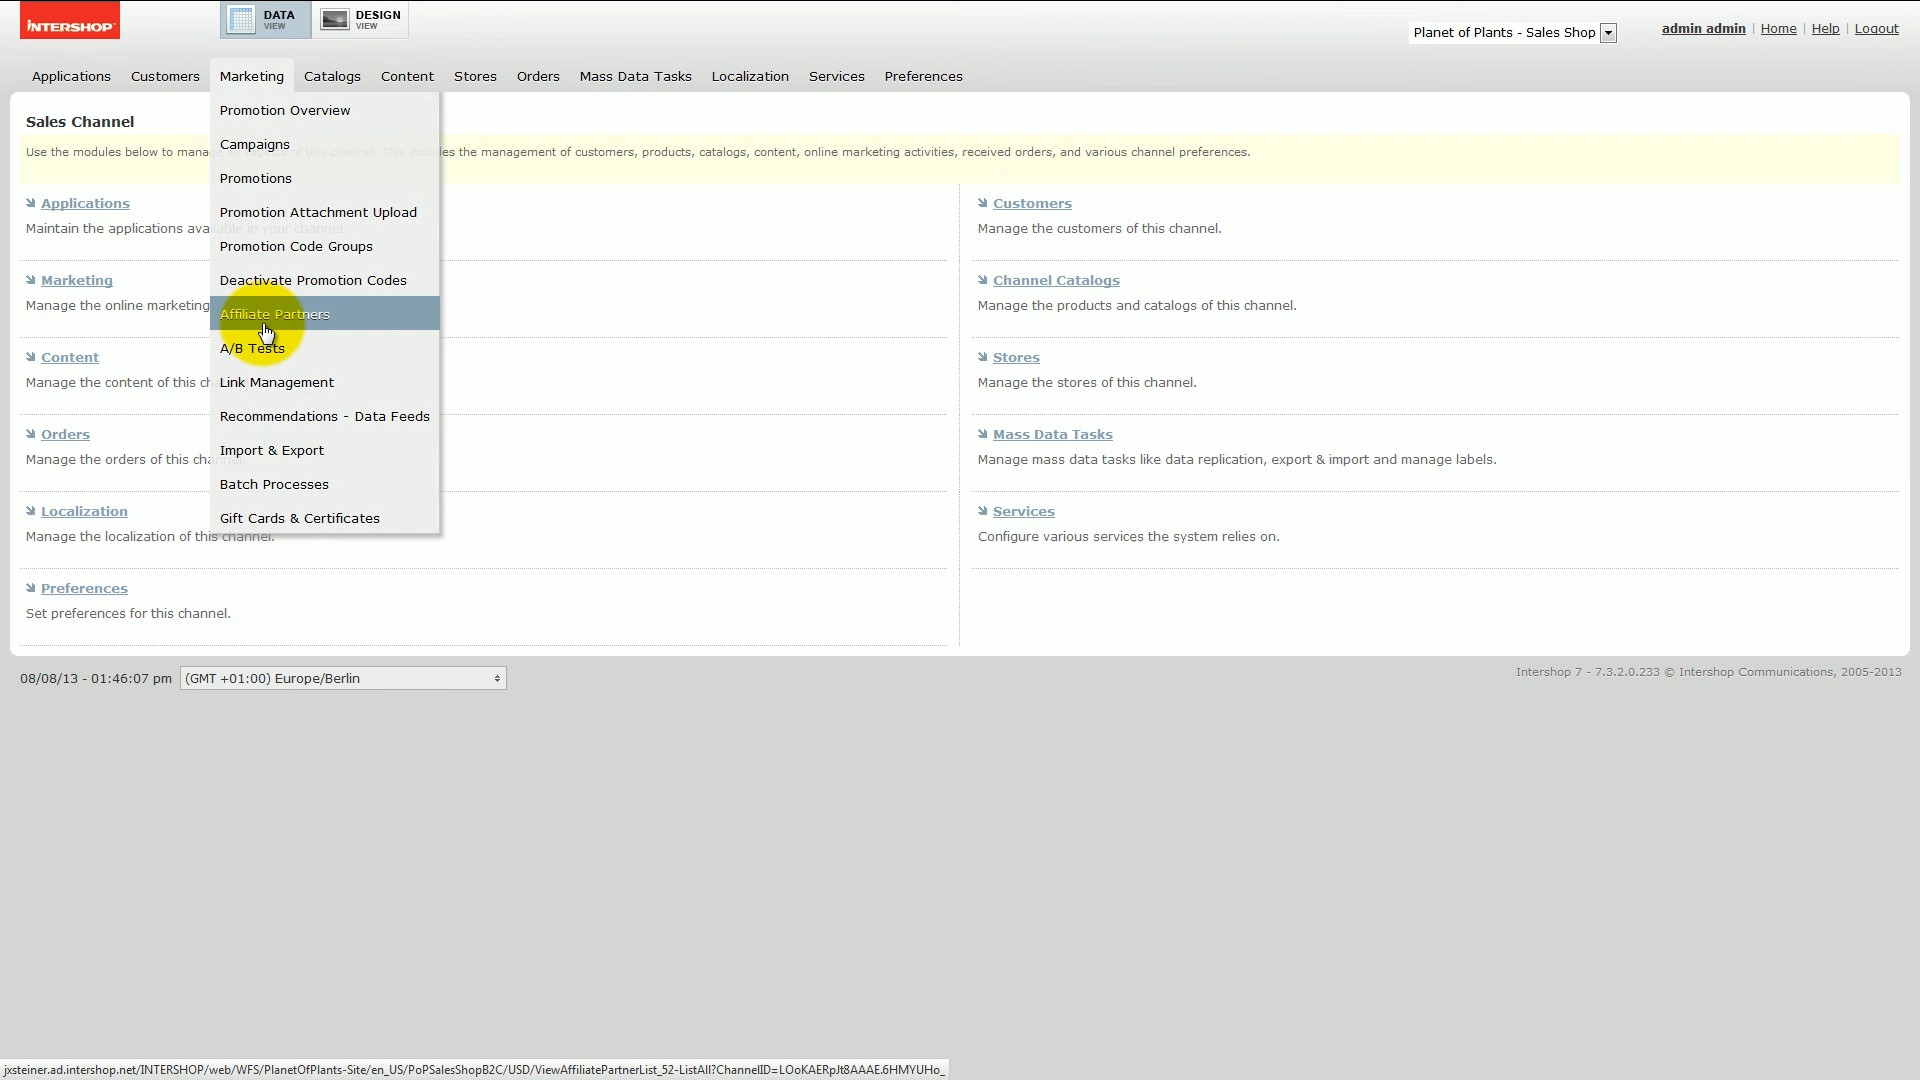 INTERSHOP
DATA
VIEW
DESIGN
VIEW
Planet of Plants - Sales Shop
admin admin | Home | Help | Logout
Applications Customers Marketing Catalogs Content Stores Orders Mass Data Tasks Localization Services Preferences
Promotion Overview
Campaigns
Promotions
Promotion Attachment Upload
Promotion Code Groups
Deactivate Promotion Codes
Affiliate Partners
A/B Tests
Link Management
Recommendations - Data Feeds
Import & Export
Batch Processes
Gift Cards & Certificates
Sales Channel
Use the modules below to manage all aspects of this channel. This includes the management of customers, products, catalogs, content, online marketing activities, received orders, and various channel preferences.
Applications
Maintain the applications available in your channel.
Customers
Manage the customers of this channel.
Marketing
Manage the online marketing
Channel Catalogs
Manage the products and catalogs of this channel.
Content
Manage the content of this ch
Stores
Manage the stores of this channel.
Orders
Manage the orders of this channel.
Mass Data Tasks
Manage mass data tasks like data replication, export & import and manage labels.
Localization
Manage the localization of this channel.
Services
Configure various services the system relies on.
Preferences
Set preferences for this channel.
08/08/13 - 01:46:07 pm (GMT +01:00) Europe/Berlin
Intershop 7 - 7.3.2.0.233 © Intershop Communications, 2005-2013
jxsteiner.ad.intershop.net/INTERSHOP/web/WFS/PlanetOfPlants-Site/en_US/PoPSalesShopB2C/USD/ViewAffiliatePartnerList_52-ListAll?ChannelID=LOoKAERpJt8AAAE.6HMYUHo_